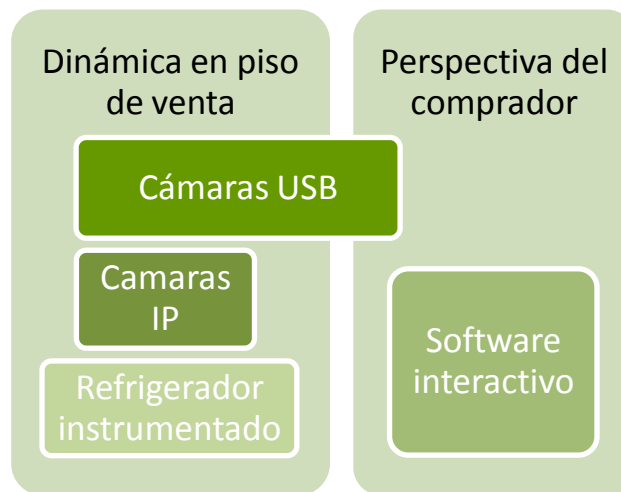 Dinámica en piso
de venta
Perspectiva del
comprador
Cámaras USB
Camaras
IP
Refrigerador
instrumentado
Software
interactivo